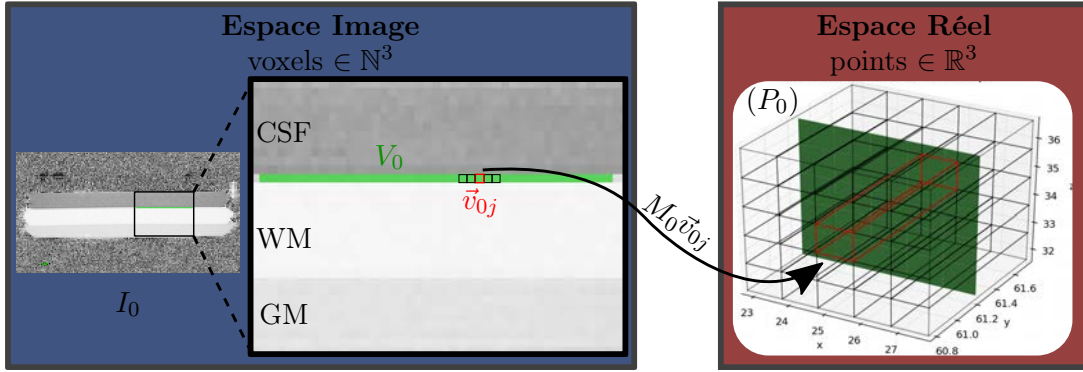 Espace Image
voxels ∈ ℕ³
CSF
V₀
v⃗₀ⱼ
WM
GM
I₀
M₀v⃗₀ⱼ
Espace Réel
points ∈ ℝ³
(P₀)
36
35
34
33
32
61.6
61.4
61.2
61.0
60.8
y
23
24
25
26
27
x